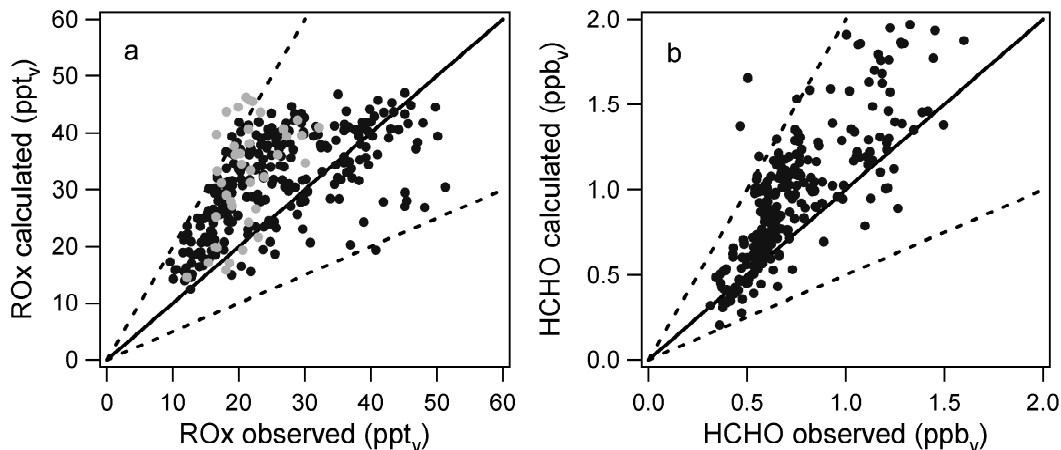 a
60
50
40
30
20
10
0
ROx calculated (pptv)
0 10 20 30 40 50 60
ROx observed (pptv)
b
2.0
1.5
1.0
0.5
0.0
HCHO calculated (ppbv)
0.0 0.5 1.0 1.5 2.0
HCHO observed (ppbv)